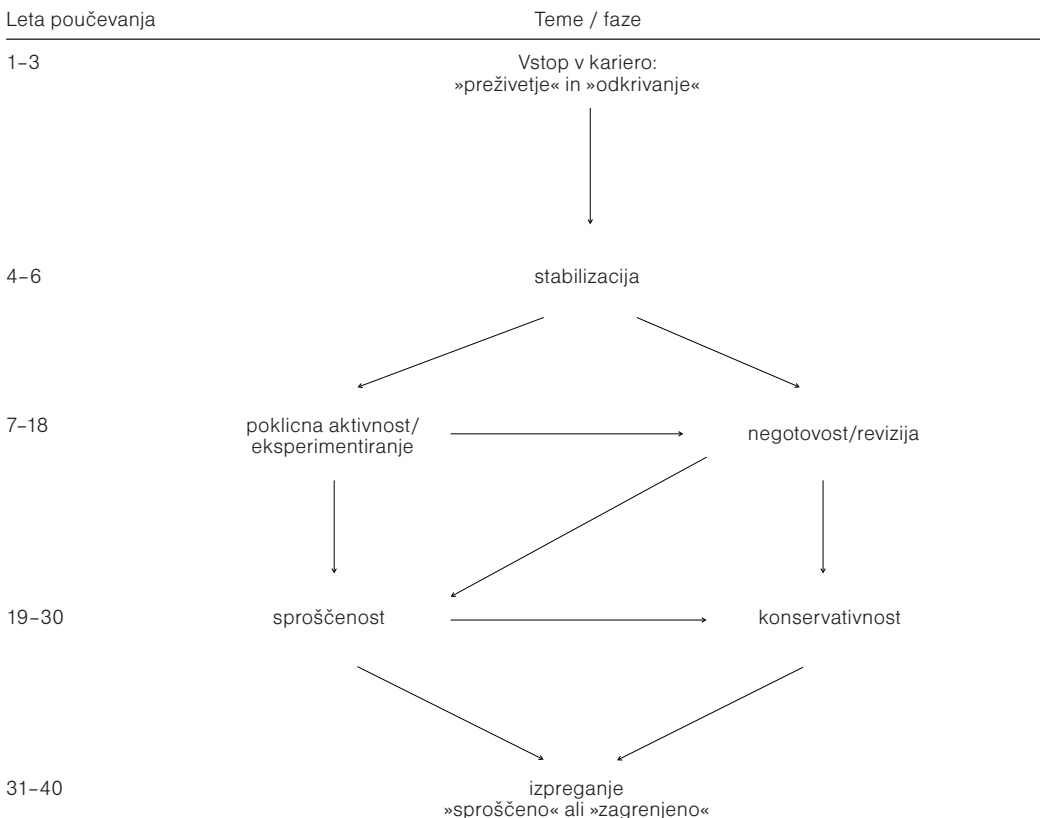 Leta poučevanja
Teme / faze
1–3
Vstop v kariero:
»preživetje« in »odkrivanje«
4–6
stabilizacija
7–18
poklicna aktivnost/
eksperimentiranje
negotovost/revizija
19–30
sproščenost
konservativnost
31–40
izpreganje
»sproščeno« ali »zagrenjeno«